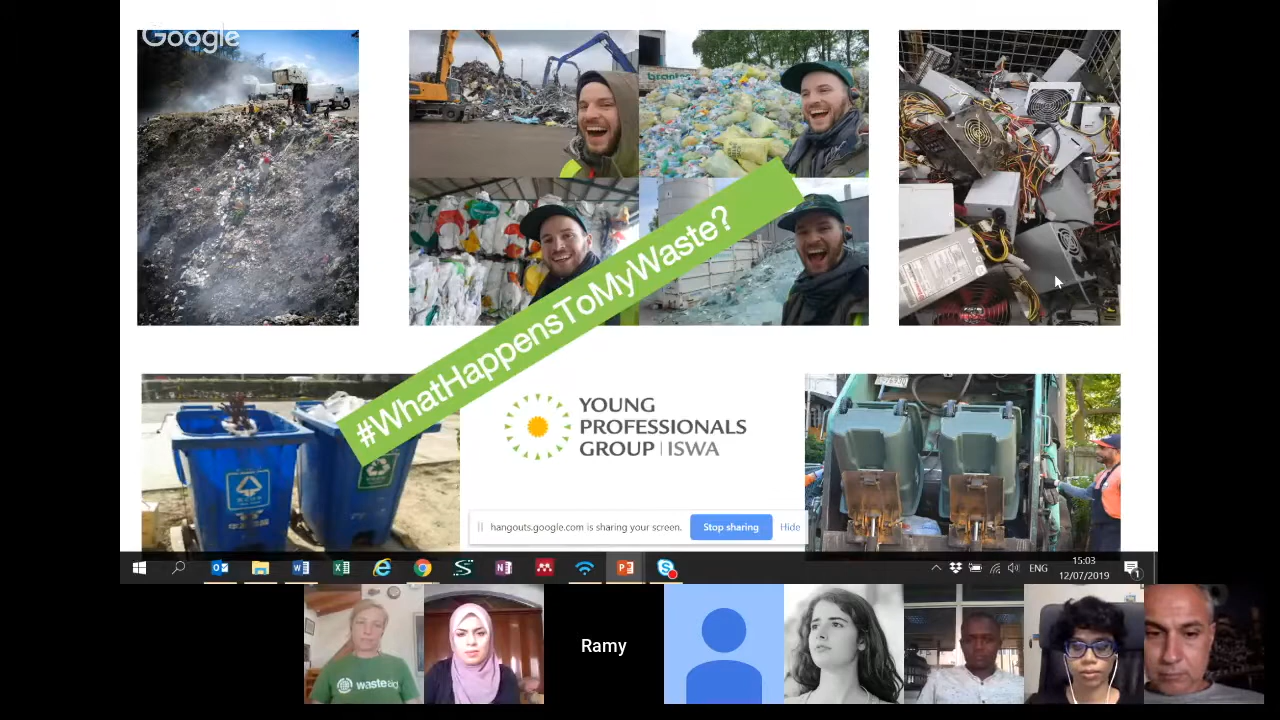 Google
#WhatHappensToMyWaste?
YOUNG
PROFESSIONALS
GROUP | ISWA
hangouts.google.com is sharing your screen.
Stop sharing
Hide
ENG
15:03
12/07/2019
1
Ramy